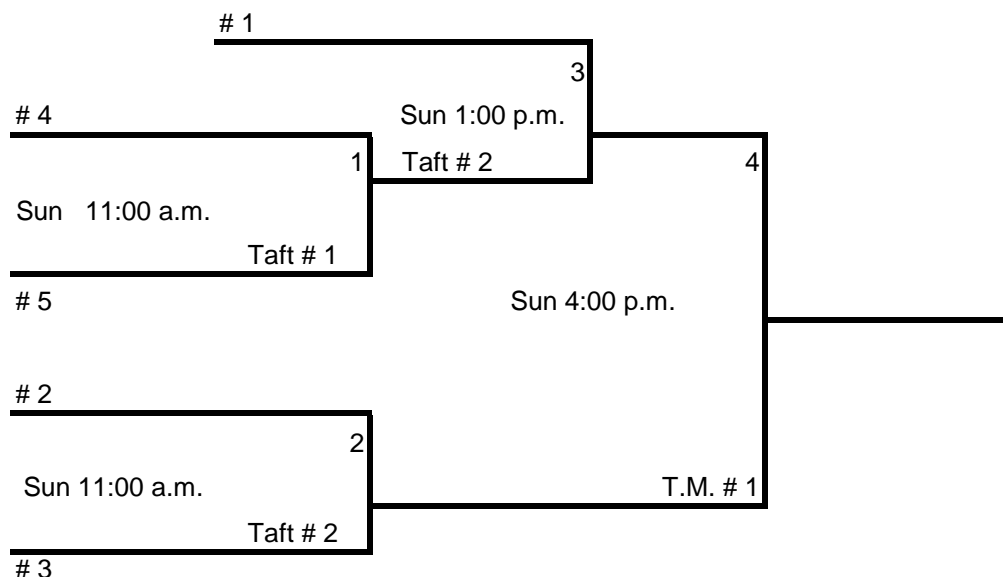 # 1
3
# 4
Sun 1:00 p.m.
1
Taft # 2
4
Sun 11:00 a.m.
Taft # 1
# 5
Sun 4:00 p.m.
# 2
2
Sun 11:00 a.m.
T.M. # 1
Taft # 2
# 3